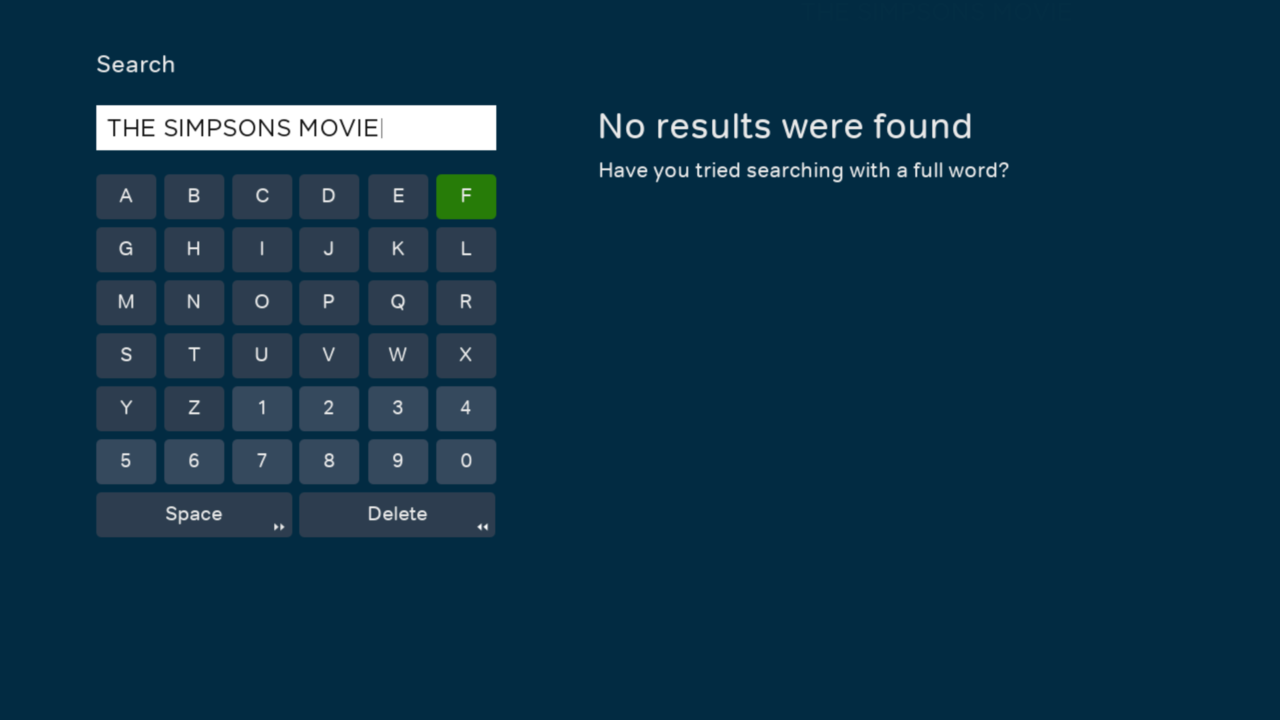 Search
THE SIMPSONS MOVIE
No results were found
Have you tried searching with a full word?
A B C D E F
G H I J K L
M N O P Q R
S T U V W X
Y Z 1 2 3 4
5 6 7 8 9 0
Space Delete